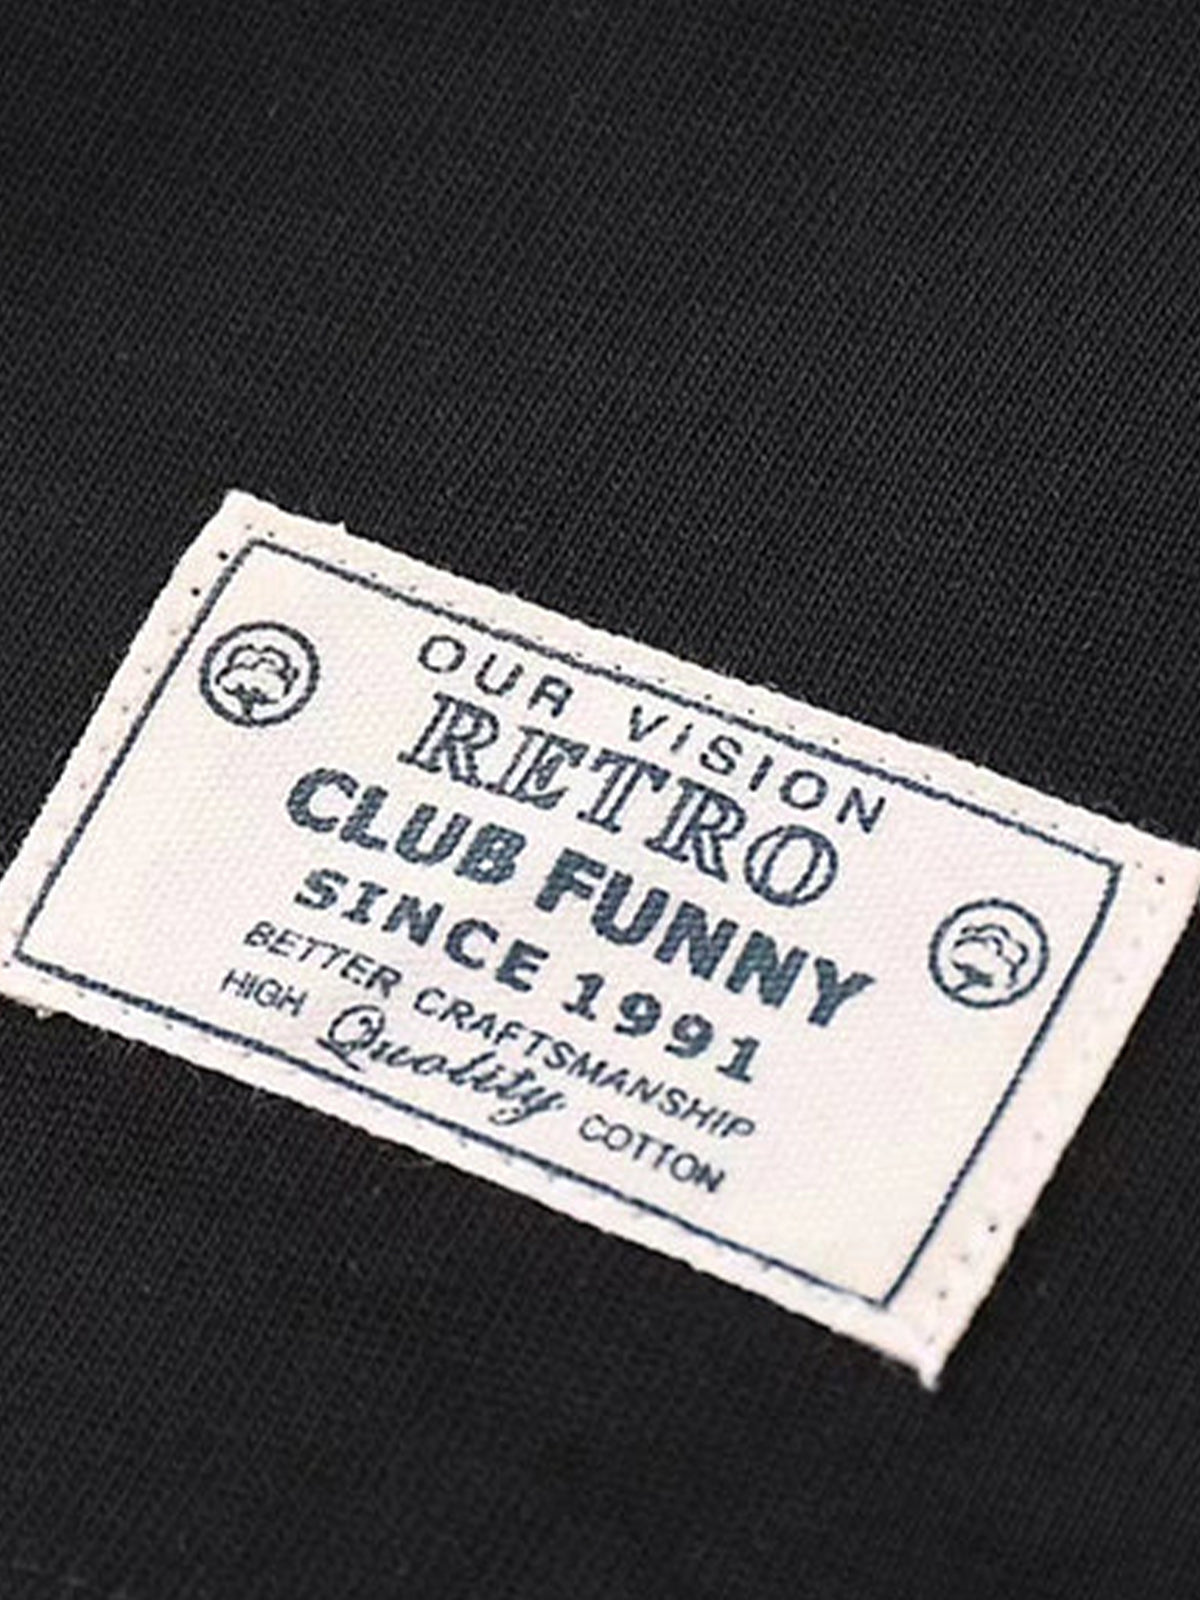 OUR VISION
RETRO
CLUB FUNNY
SINCE 1991
BETTER CRAFTSMANSHIP
HIGH Quality COTTON